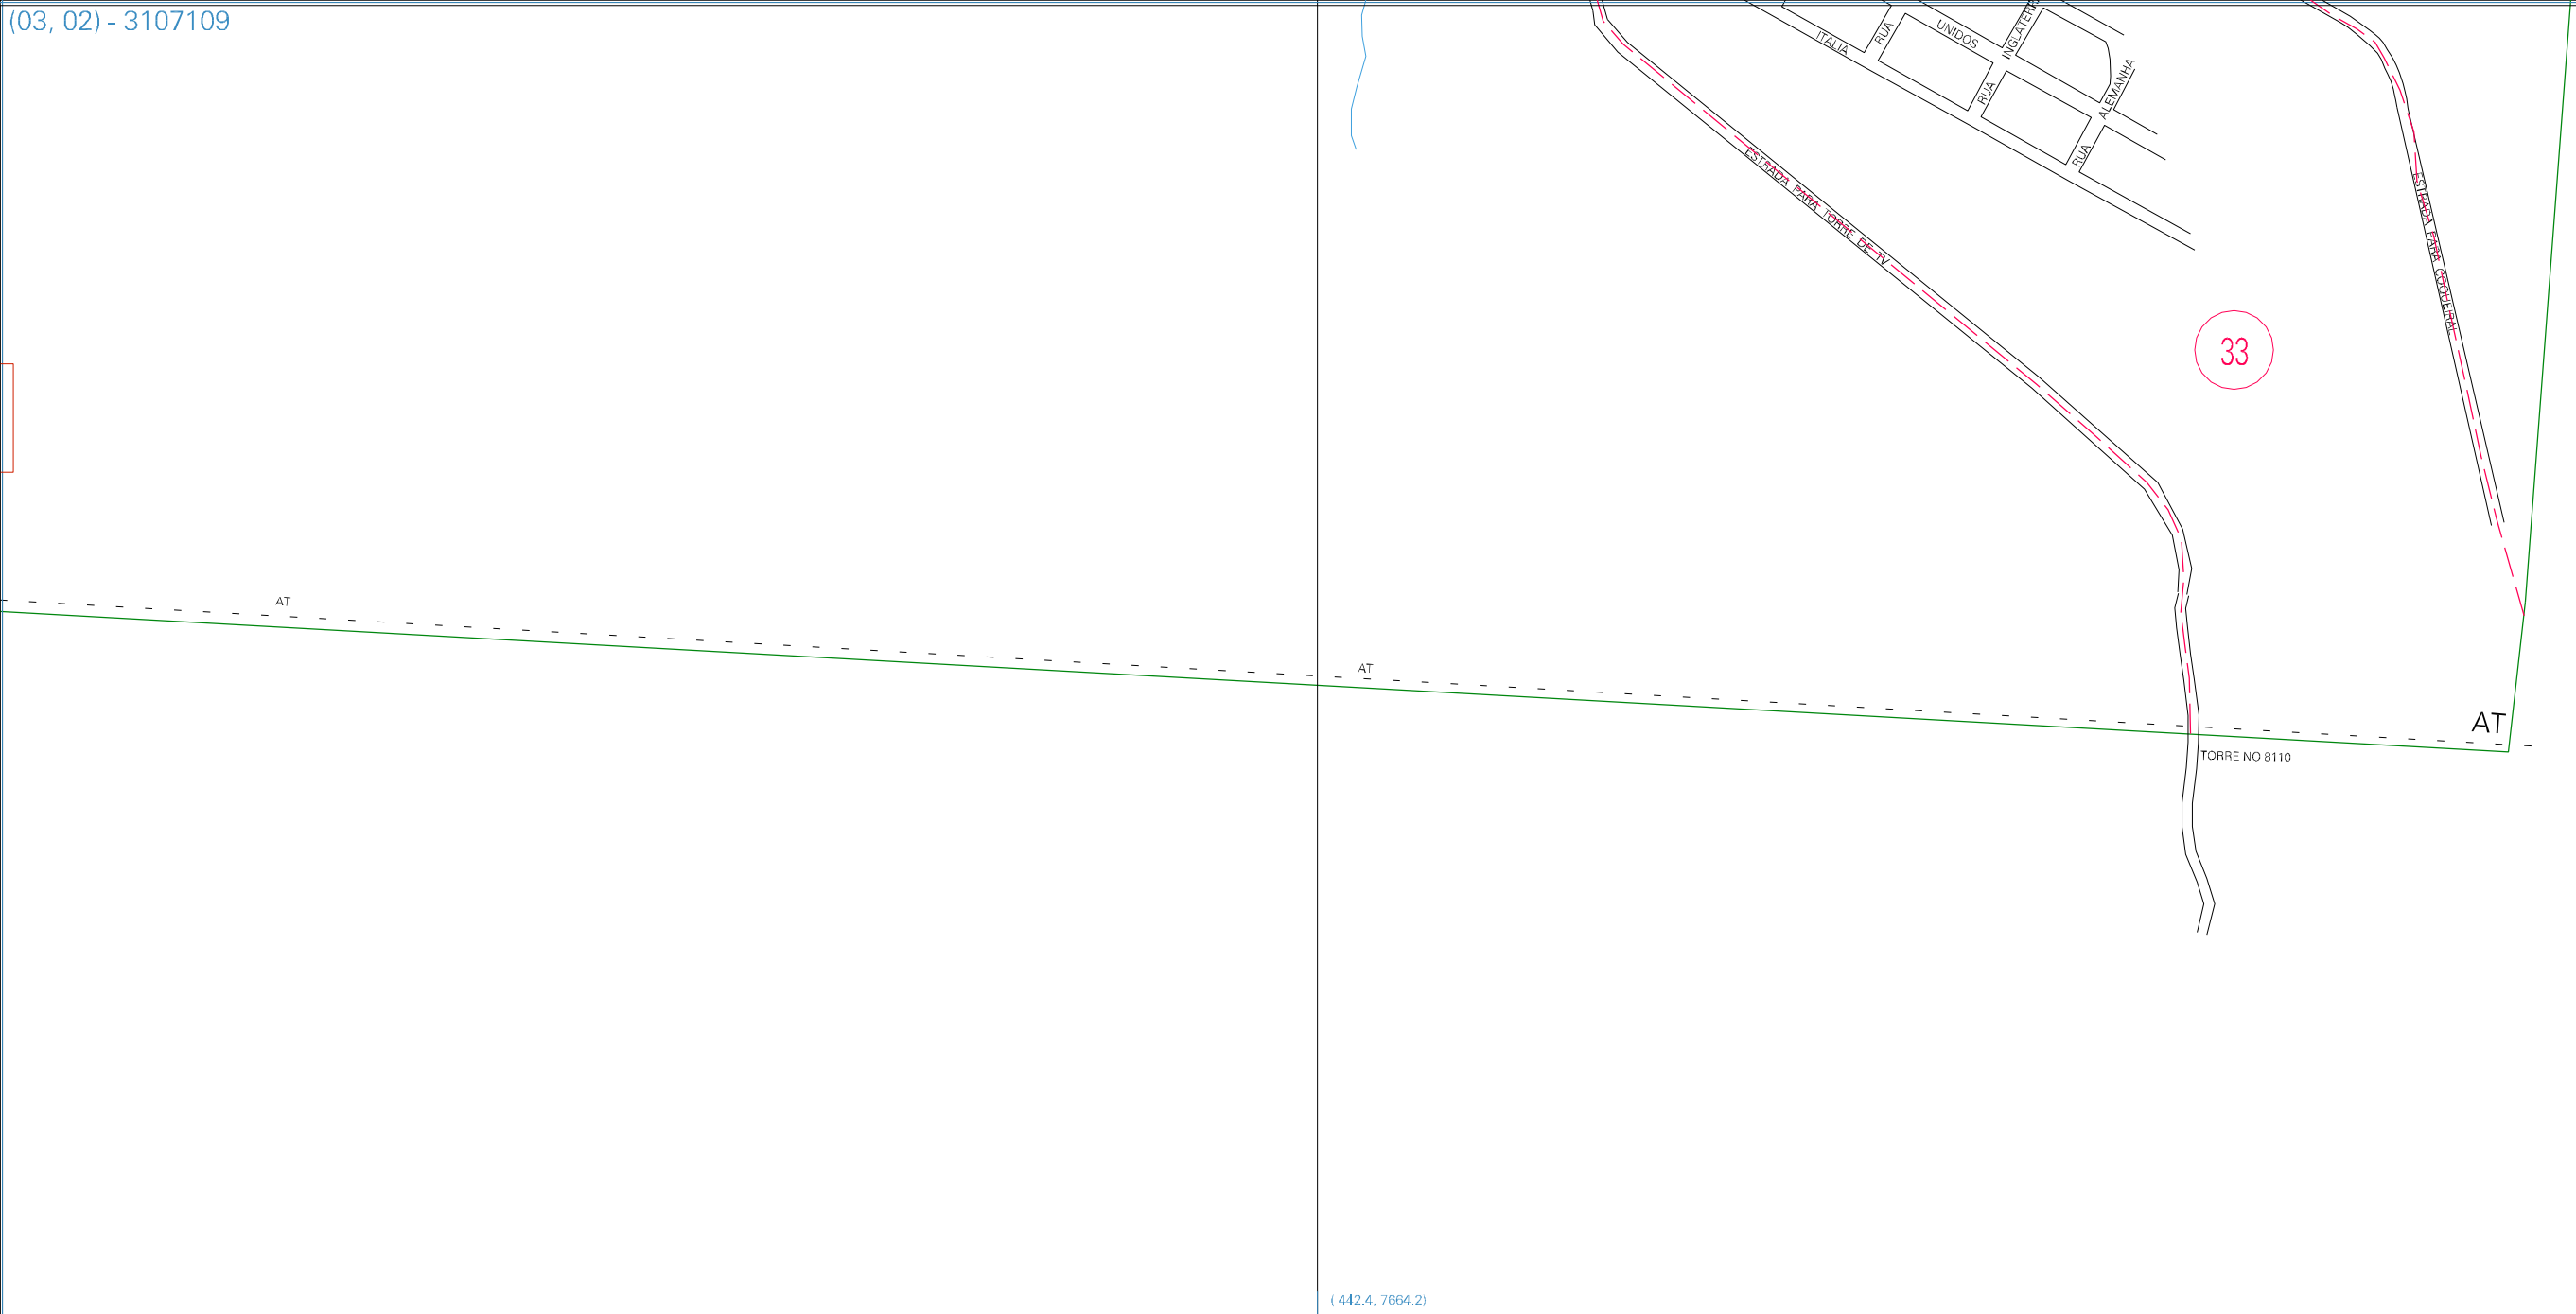 (03, 02) - 3107109
ITALIA
RUA
UNIDOS
RUA
RUA
ALEMANHA
ESTRADA PARA TORRE DE TV
ESTRADA PARA COQUEIRAL
33
AT
AT
AT
TORRE NO 8110
( 442.4, 7664.2)